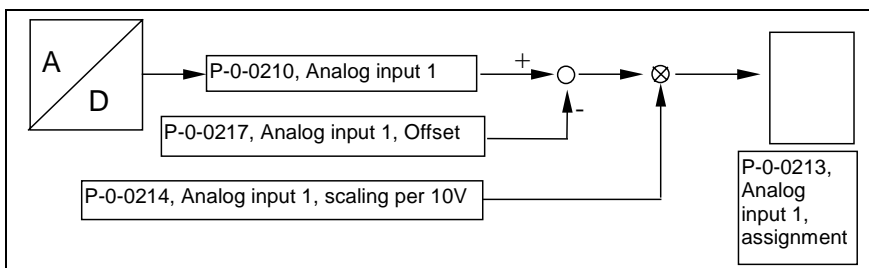 A
D
P-0-0210, Analog input 1
+
-
P-0-0217, Analog input 1, Offset
P-0-0214, Analog input 1, scaling per 10V
P-0-0213,
Analog
input 1,
assignment